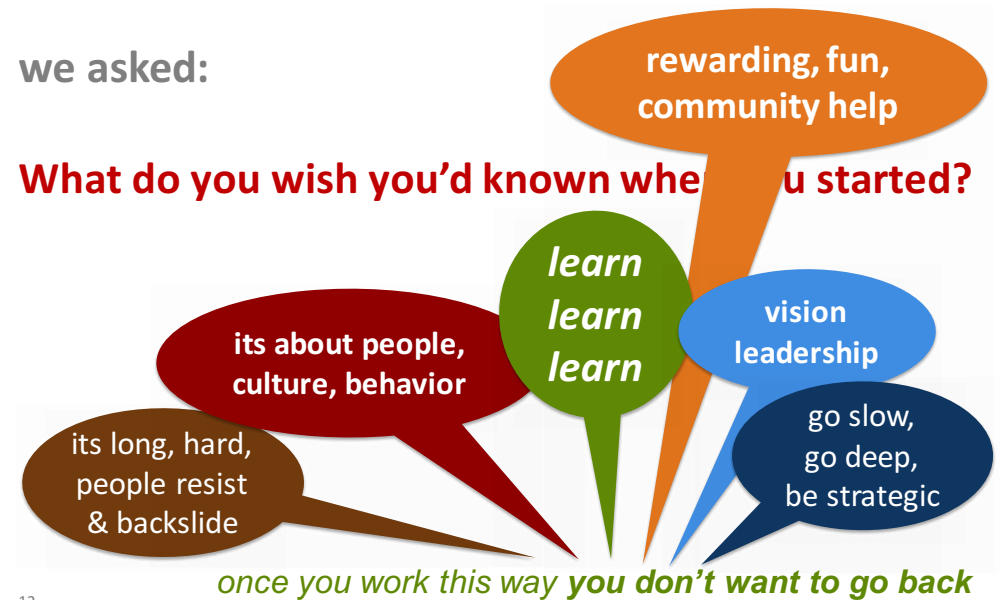 we asked:
rewarding, fun,
community help
What do you wish you’d known whe u started?
learn
learn
learn
vision
leadership
its about people,
culture, behavior
go slow,
go deep,
be strategic
its long, hard,
people resist
& backslide
once you work this way you don’t want to go back